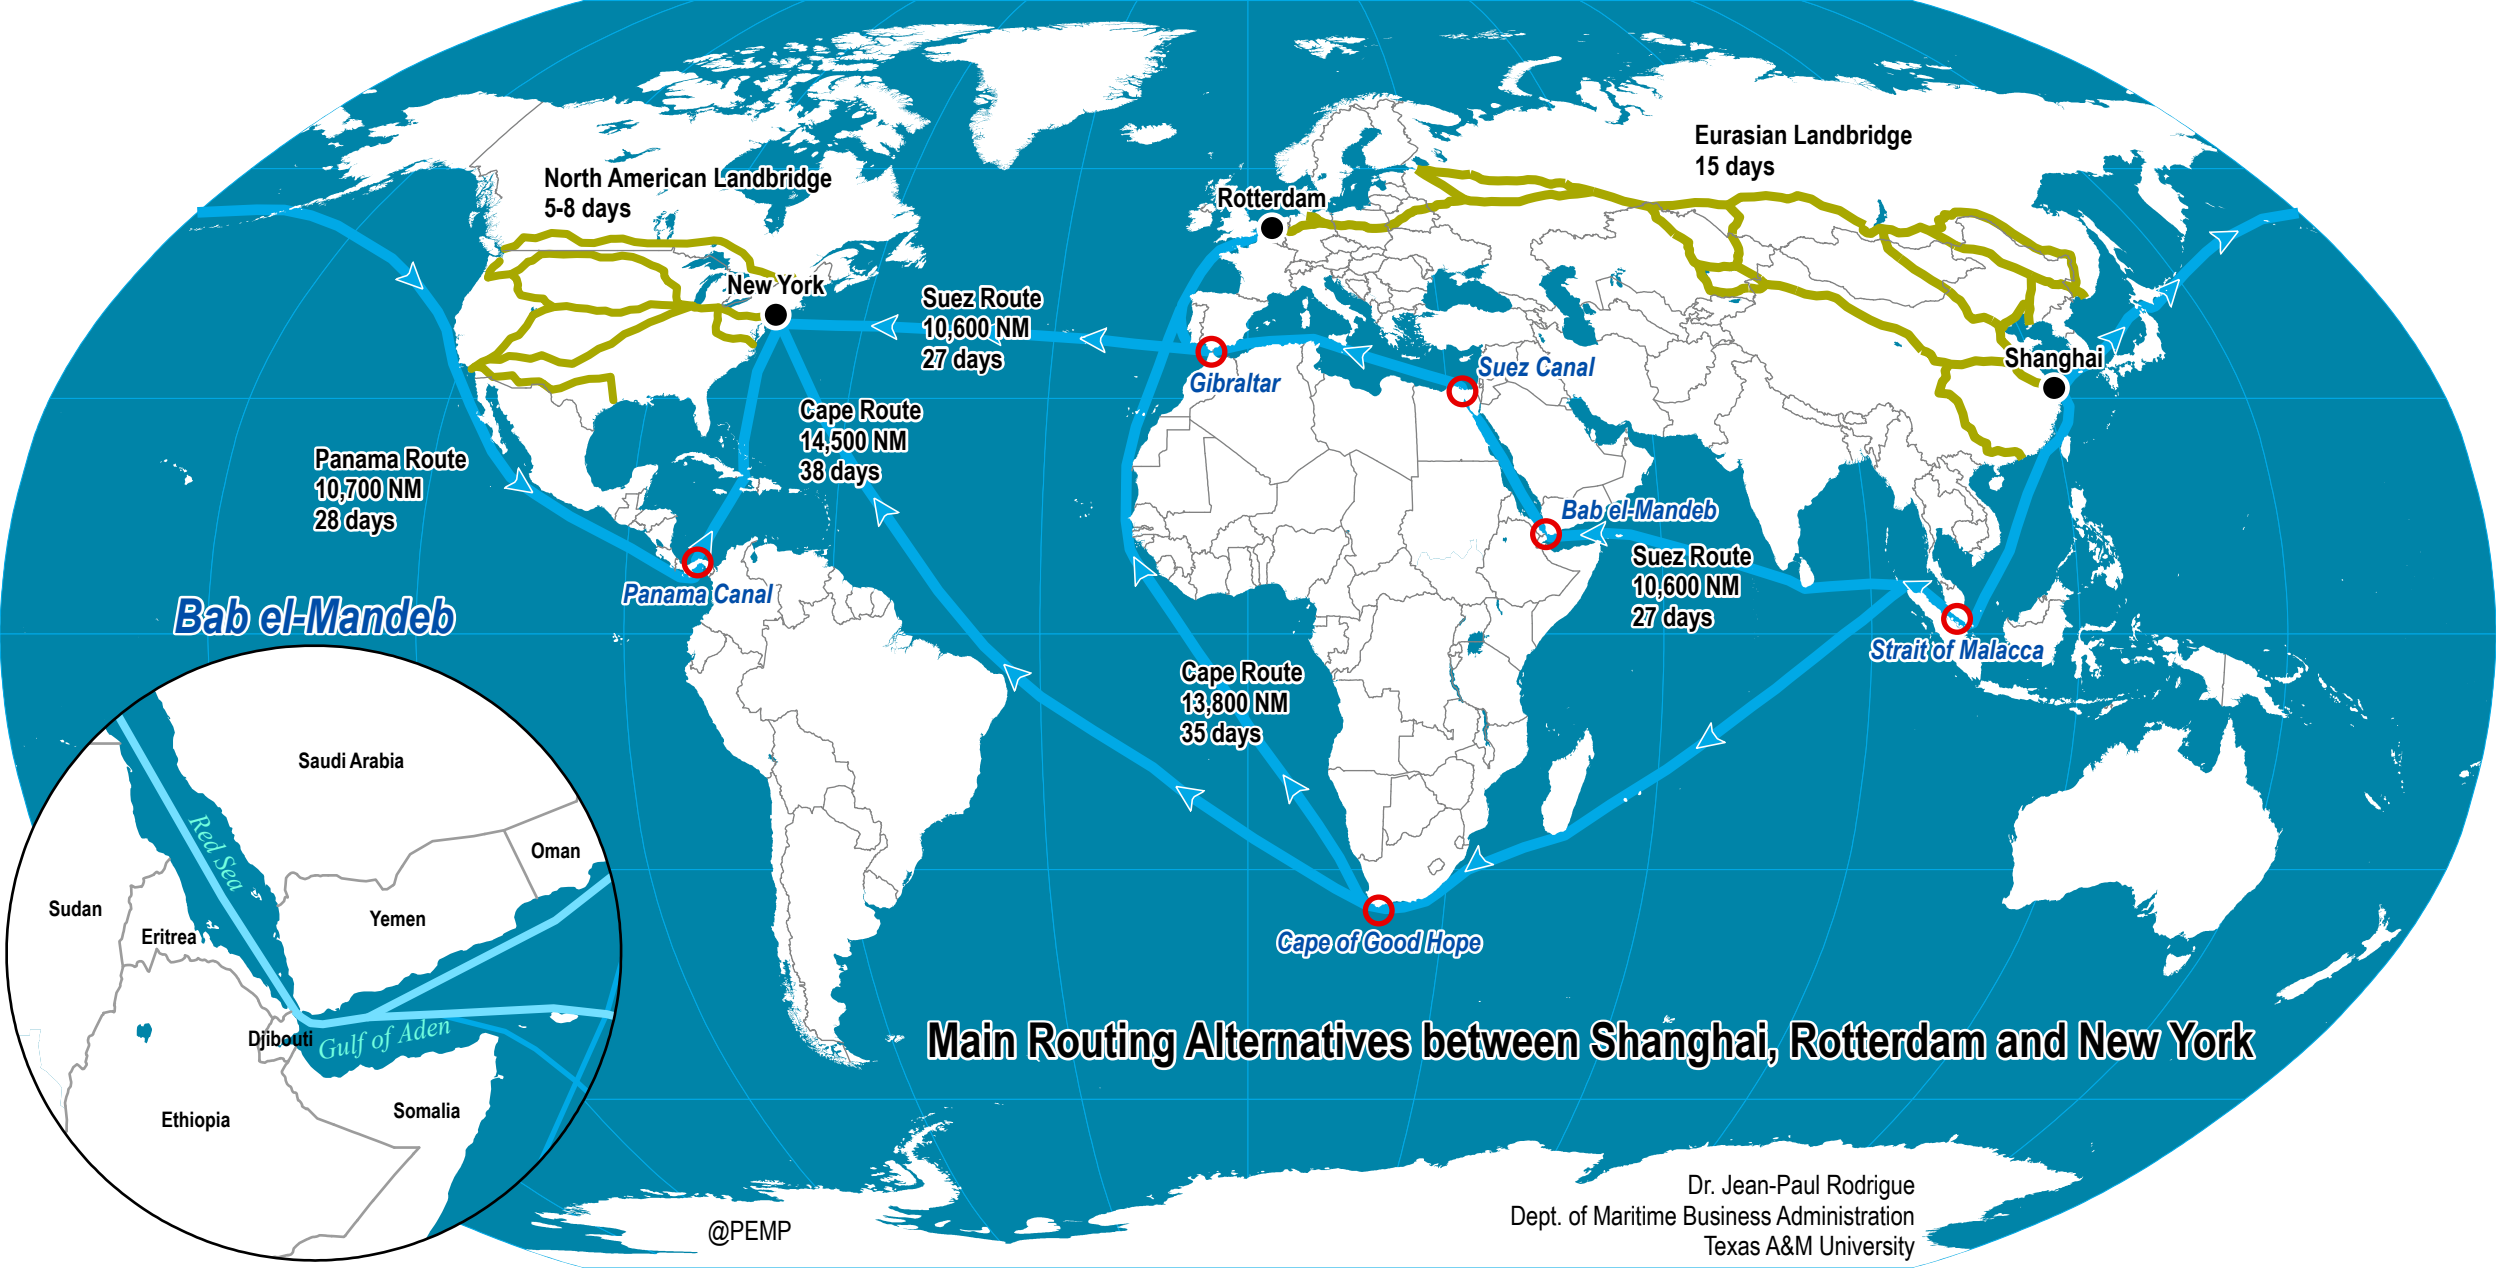 Eurasian Landbridge
15 days
North American Landbridge
5-8 days
Rotterdam
New York
Suez Route
10,600 NM
27 days
Gibraltar
Suez Canal
Shanghai
Cape Route
14,500 NM
38 days
Panama Route
10,700 NM
28 days
Bab el-Mandeb
Suez Route
10,600 NM
27 days
Panama Canal
Strait of Malacca
Cape Route
13,800 NM
35 days
Cape of Good Hope
Bab el-Mandeb
Saudi Arabia
Red Sea
Oman
Sudan
Yemen
Eritrea
Djibouti
Gulf of Aden
Ethiopia
Somalia
Main Routing Alternatives between Shanghai, Rotterdam and New York
@PEMP
Dr. Jean-Paul Rodrigue
Dept. of Maritime Business Administration
Texas A&M University